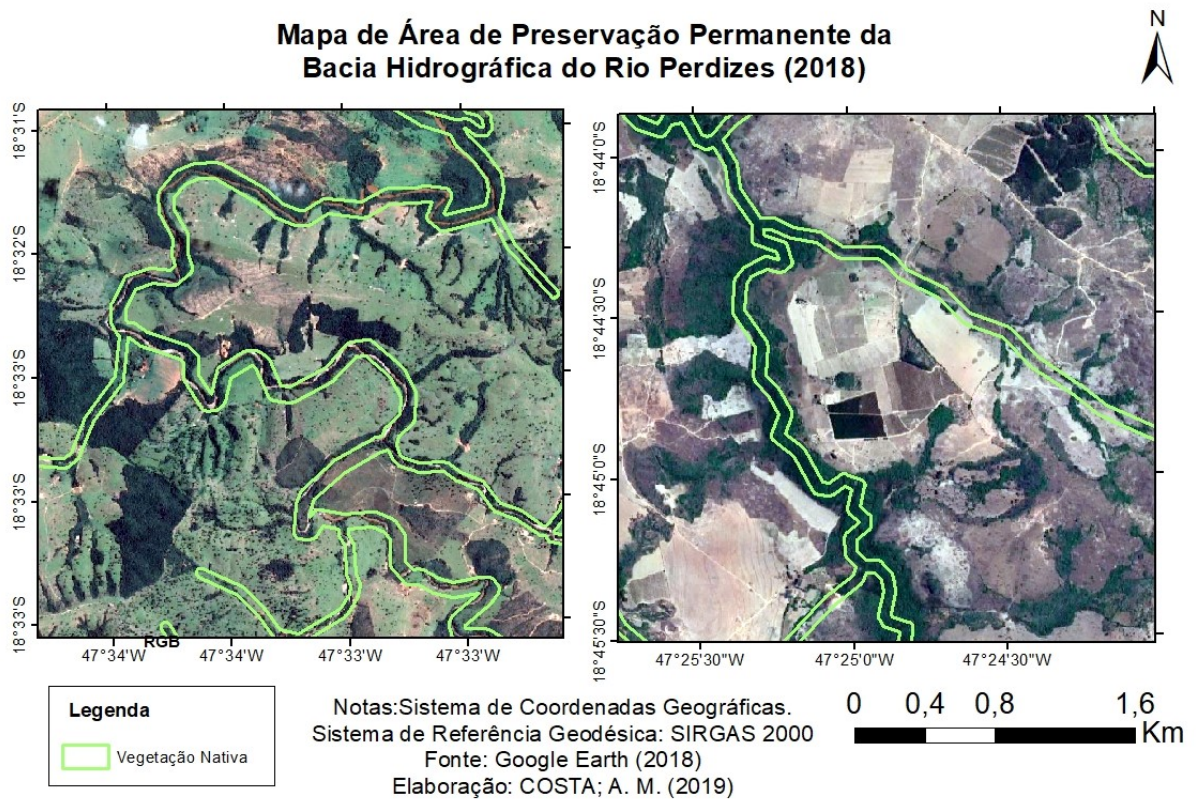 Mapa de Área de Preservação Permanente da
Bacia Hidrográfica do Rio Perdizes (2018)
N
18°31'S
18°32'S
18°33'S
18°33'S
18°33'S
47°34'W
47°34'W
47°33'W
47°33'W
RGB
18°44'0"S
18°44'30"S
18°45'0"S
18°45'30"S
47°25'30"W
47°25'0"W
47°24'30"W
Legenda
Vegetação Nativa
Notas:Sistema de Coordenadas Geográficas.
Sistema de Referência Geodésica: SIRGAS 2000
Fonte: Google Earth (2018)
Elaboração: COSTA; A. M. (2019)
0 0,4 0,8 1,6
Km